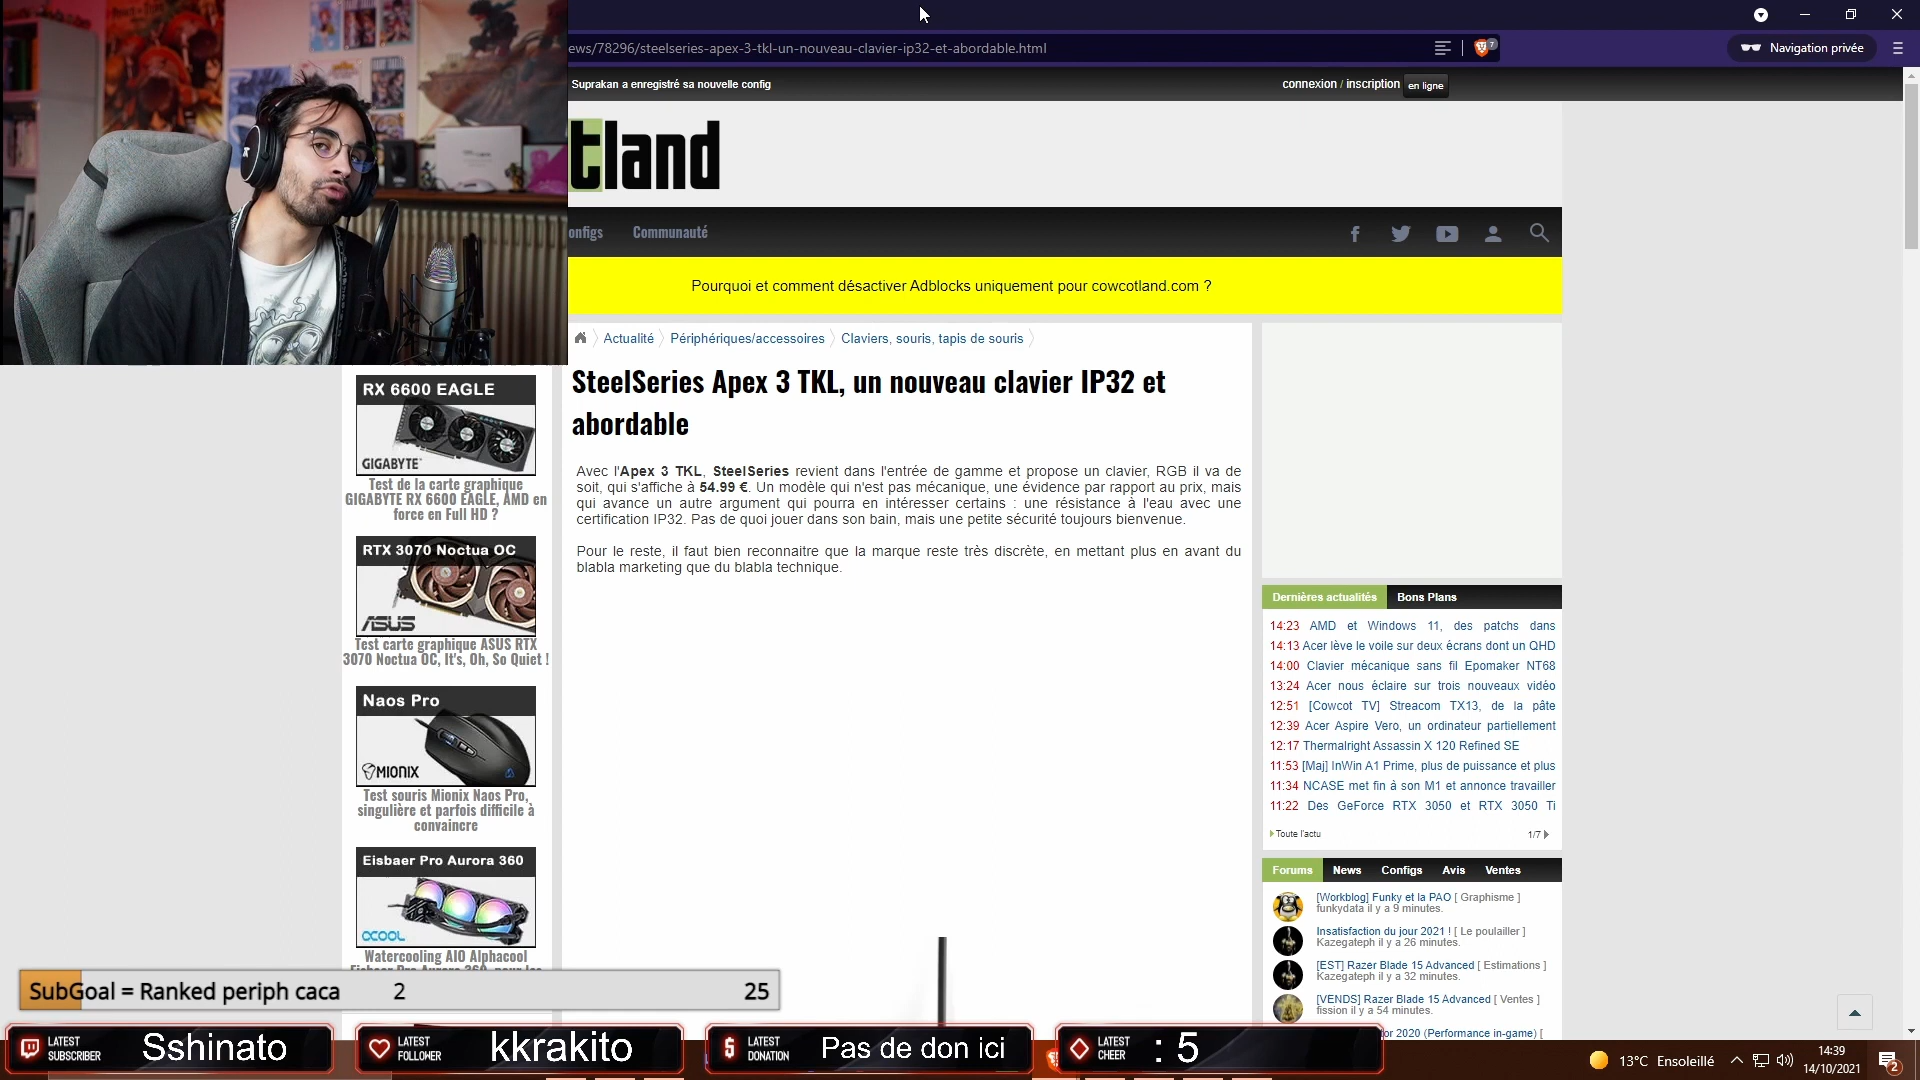 ews/78296/steelseries-apex-3-tkl-un-nouveau-clavier-ip32-et-abordable.html
7
Navigation privée
Suprakan a enregistré sa nouvelle config
connexion / inscription
en ligne
tland
onfigs
Communauté
Pourquoi et comment désactiver Adblocks uniquement pour cowcotland.com ?
Actualité
Périphériques/accessoires
Claviers, souris, tapis de souris
SteelSeries Apex 3 TKL, un nouveau clavier IP32 et
abordable
Avec l'Apex 3 TKL, SteelSeries revient dans l'entrée de gamme et propose un clavier, RGB il va de
soit, qui s'affiche à 54.99 €. Un modèle qui n'est pas mécanique, une évidence par rapport au prix, mais
qui avance un autre argument qui pourra en intéresser certains : une résistance à l'eau avec une
certification IP32. Pas de quoi jouer dans son bain, mais une petite sécurité toujours bienvenue.
Pour le reste, il faut bien reconnaitre que la marque reste très discrète, en mettant plus en avant du
blabla marketing que du blabla technique.
RX 6600 EAGLE
GIGABYTE
Test de la carte graphique
GIGABYTE RX 6600 EAGLE, AMD en
force en Full HD ?
RTX 3070 Noctua OC
ASUS
Test carte graphique ASUS RTX
3070 Noctua OC, It's, Oh, So Quiet !
Naos Pro
MIONIX
Test souris Mionix Naos Pro,
singulière et parfois difficile à
convaincre
Eisbaer Pro Aurora 360
Watercooling AIO Alphacool
Dernières actualités
Bons Plans
14:23 AMD et Windows 11, des patchs dans
14:13 Acer lève le voile sur deux écrans dont un QHD
14:00 Clavier mécanique sans fil Epomaker NT68
13:24 Acer nous éclaire sur trois nouveaux vidéo
12:51 [Cowcot TV] Streacom TX13, de la pâte
12:39 Acer Aspire Vero, un ordinateur partiellement
12:17 Thermalright Assassin X 120 Refined SE
11:53 [Maj] InWin A1 Prime, plus de puissance et plus
11:34 NCASE met fin à son M1 et annonce travailler
11:22 Des GeForce RTX 3050 et RTX 3050 Ti
Toute l'actu
1/7
Forums
News
Configs
Avis
Ventes
[Workblog] Funky et la PAO [ Graphisme ]
funkydata il y a 9 minutes.
Insatisfaction du jour 2021 ! [ Le poulailler ]
Kazegateph il y a 26 minutes.
[EST] Razer Blade 15 Advanced [ Estimations ]
Kazegateph il y a 32 minutes.
[VENDS] Razer Blade 15 Advanced [ Ventes ]
fission il y a 54 minutes.
or 2020 (Performance in-game) [
SubGoal = Ranked periph caca
2
25
LATEST
SUBSCRIBER
Sshinato
LATEST
FOLLOWER
kkrakito
LATEST
DONATION
Pas de don ici
LATEST
CHEER
: 5
13°C Ensoleillé
14:39
14/10/2021
2